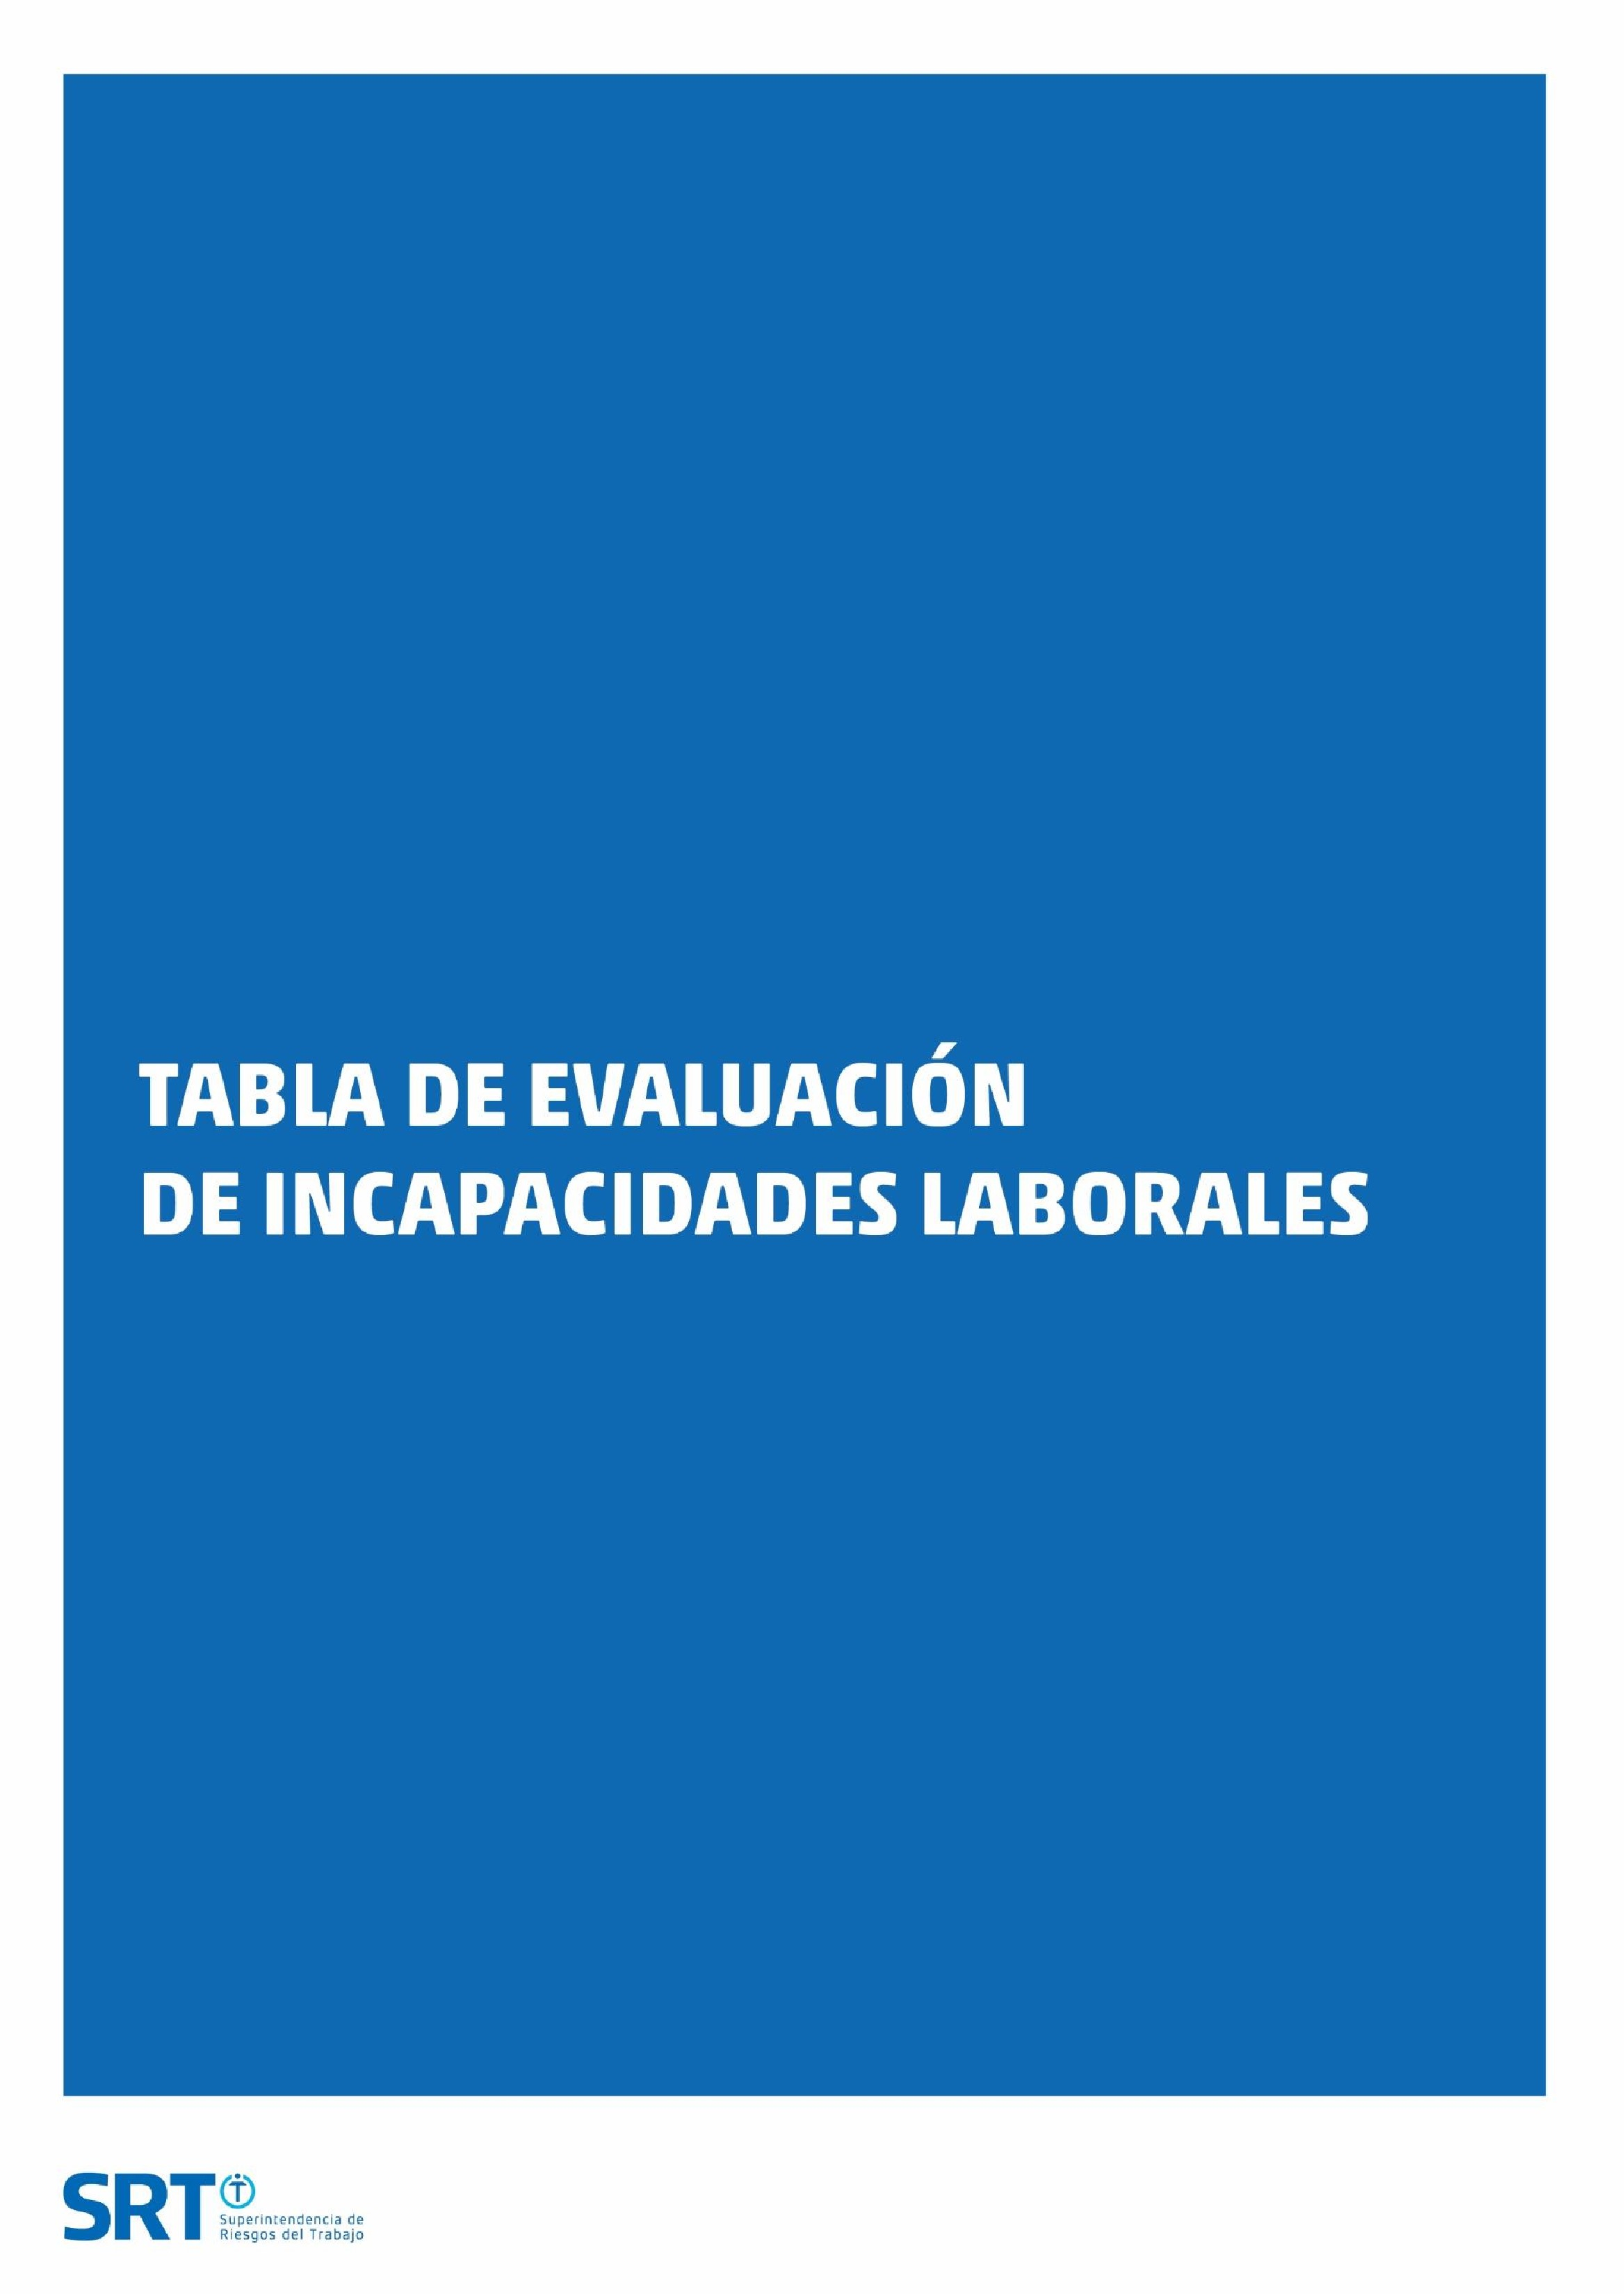 TABLA DE EVALUACIÓN
DE INCAPACIDADES LABORALES
SRT
Superintendencia de
Riesgos del Trabajo